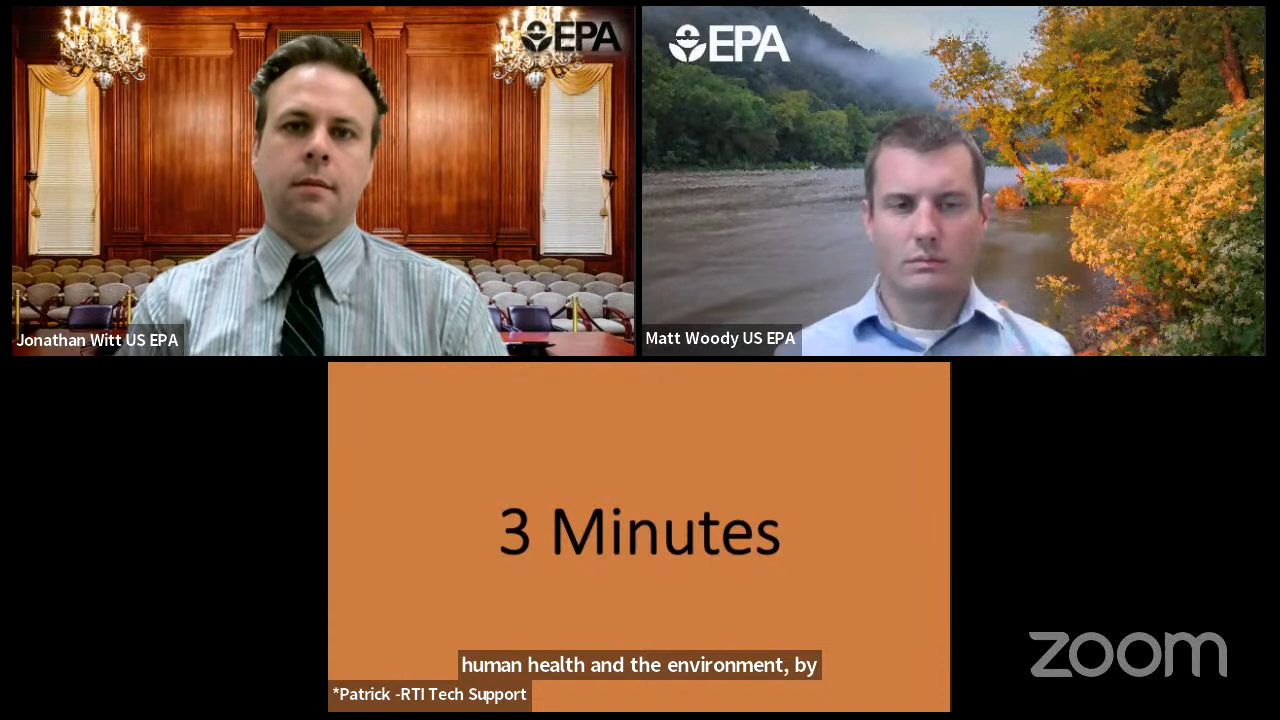 EPA
EPA
Jonathan Witt US EPA
Matt Woody US EPA
3 Minutes
human health and the environment, by
*Patrick -RTI Tech Support
zoom